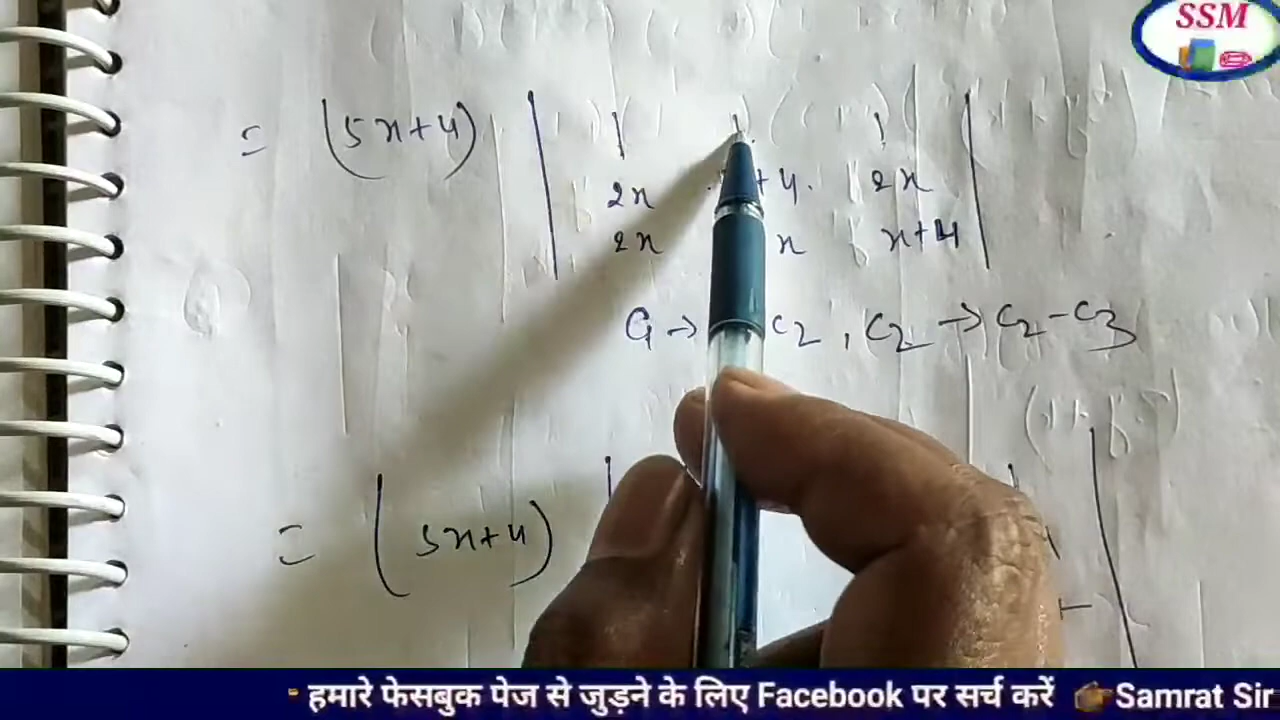 SSM
= (5x+4) | 1 1 1 |
2x +4 2x
2x x x+4
C1 → C2 , C2 → C2-C3
= (5x+4)
हमारे फेसबुक पेज से जुड़ने के लिए Facebook पर सर्च करें 👉Samrat Sir